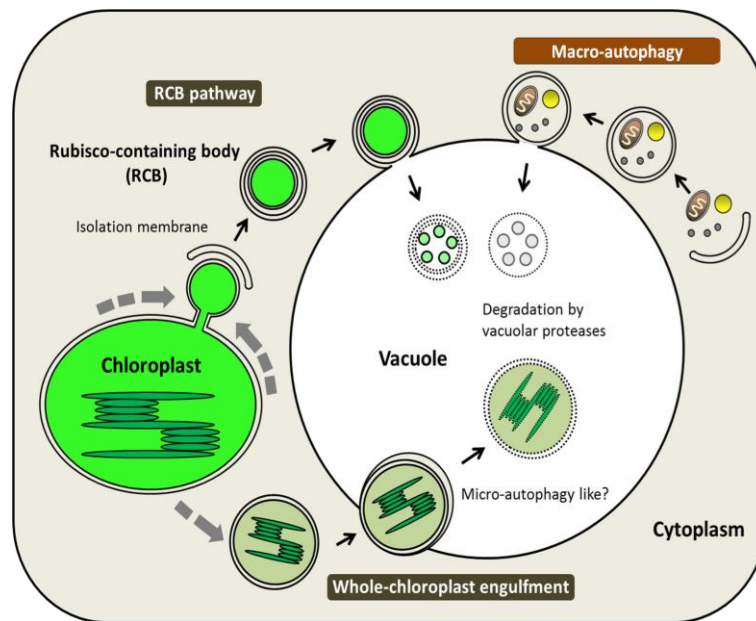 Macro-autophagy
RCB pathway
Rubisco-containing body
(RCB)
Isolation membrane
Chloroplast
Vacuole
Degradation by
vacuolar proteases
Micro-autophagy like?
Cytoplasm
Whole-chloroplast engulfment